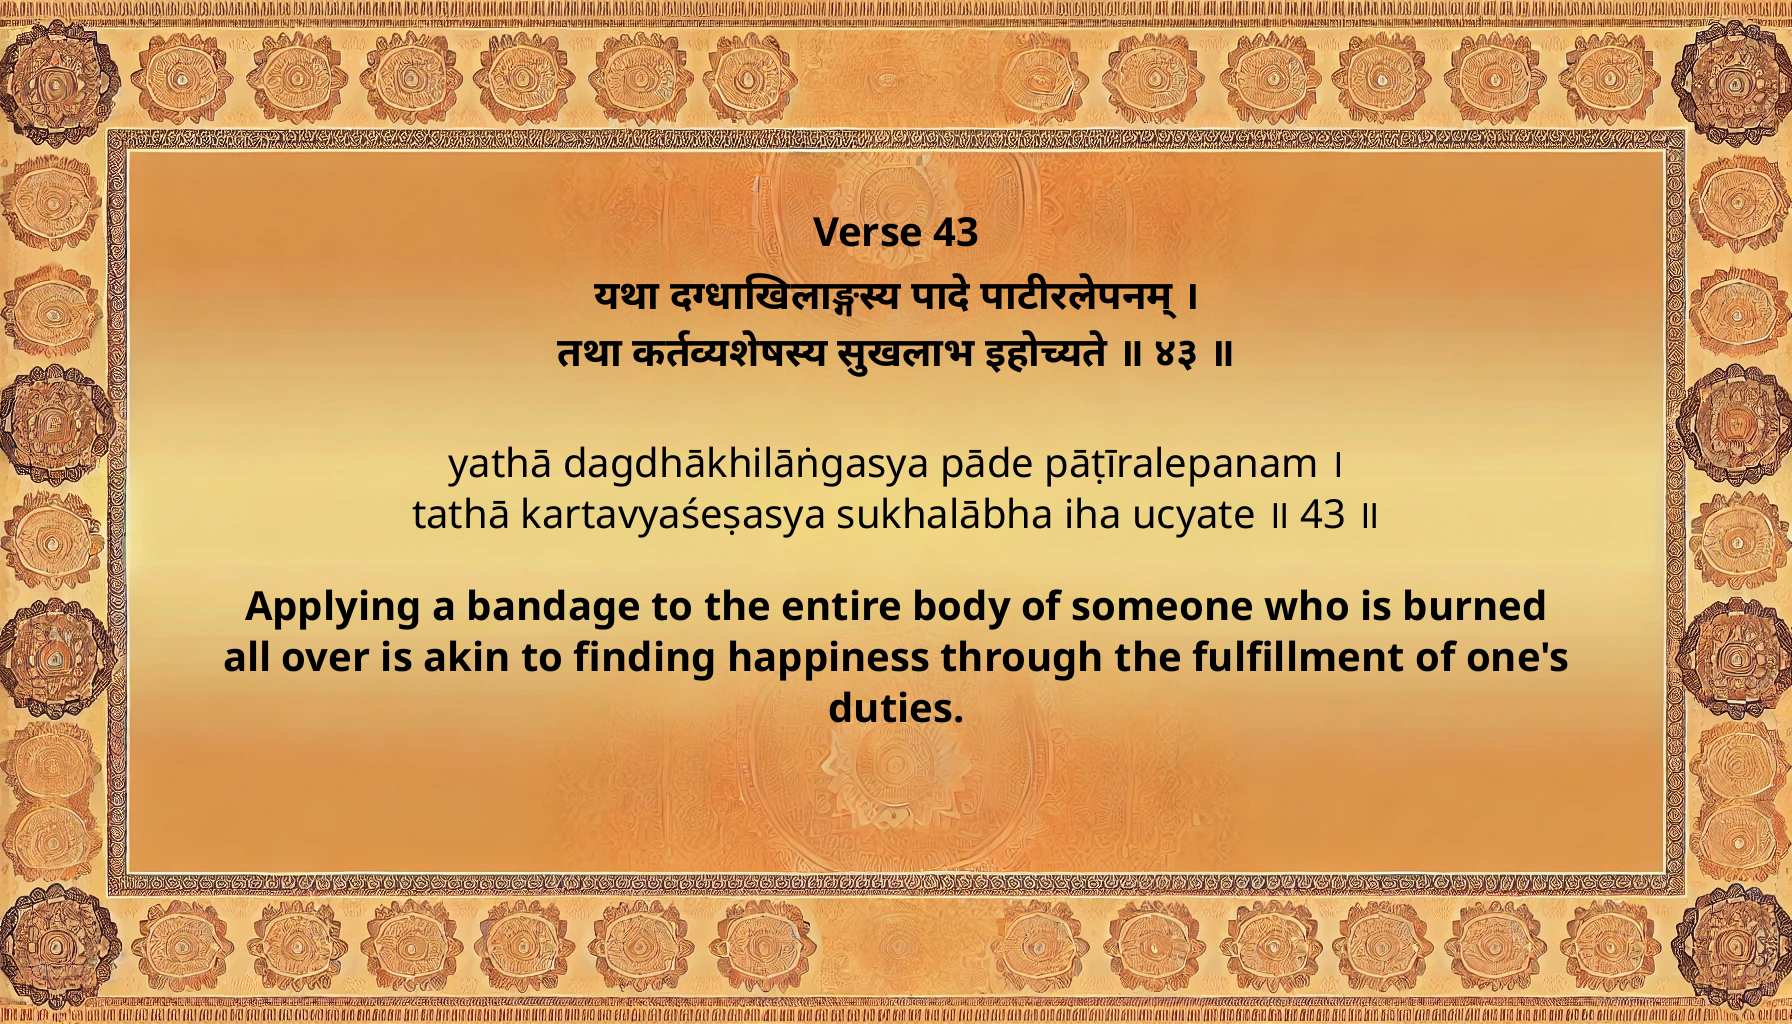 Verse 43
यथा दग्धाखिलाङ्गस्य पादे पाटीरलेपनम् ।
तथा कर्तव्यशेषस्य सुखलाभ इहोच्यते ॥ ४३ ॥
yathā dagdhākhilāṅgasya pāde pāṭīralepanam ।
tathā kartavyaśeṣasya sukhalābha iha ucyate ॥ 43 ॥
Applying a bandage to the entire body of someone who is burned
all over is akin to finding happiness through the fulfillment of one's
duties.